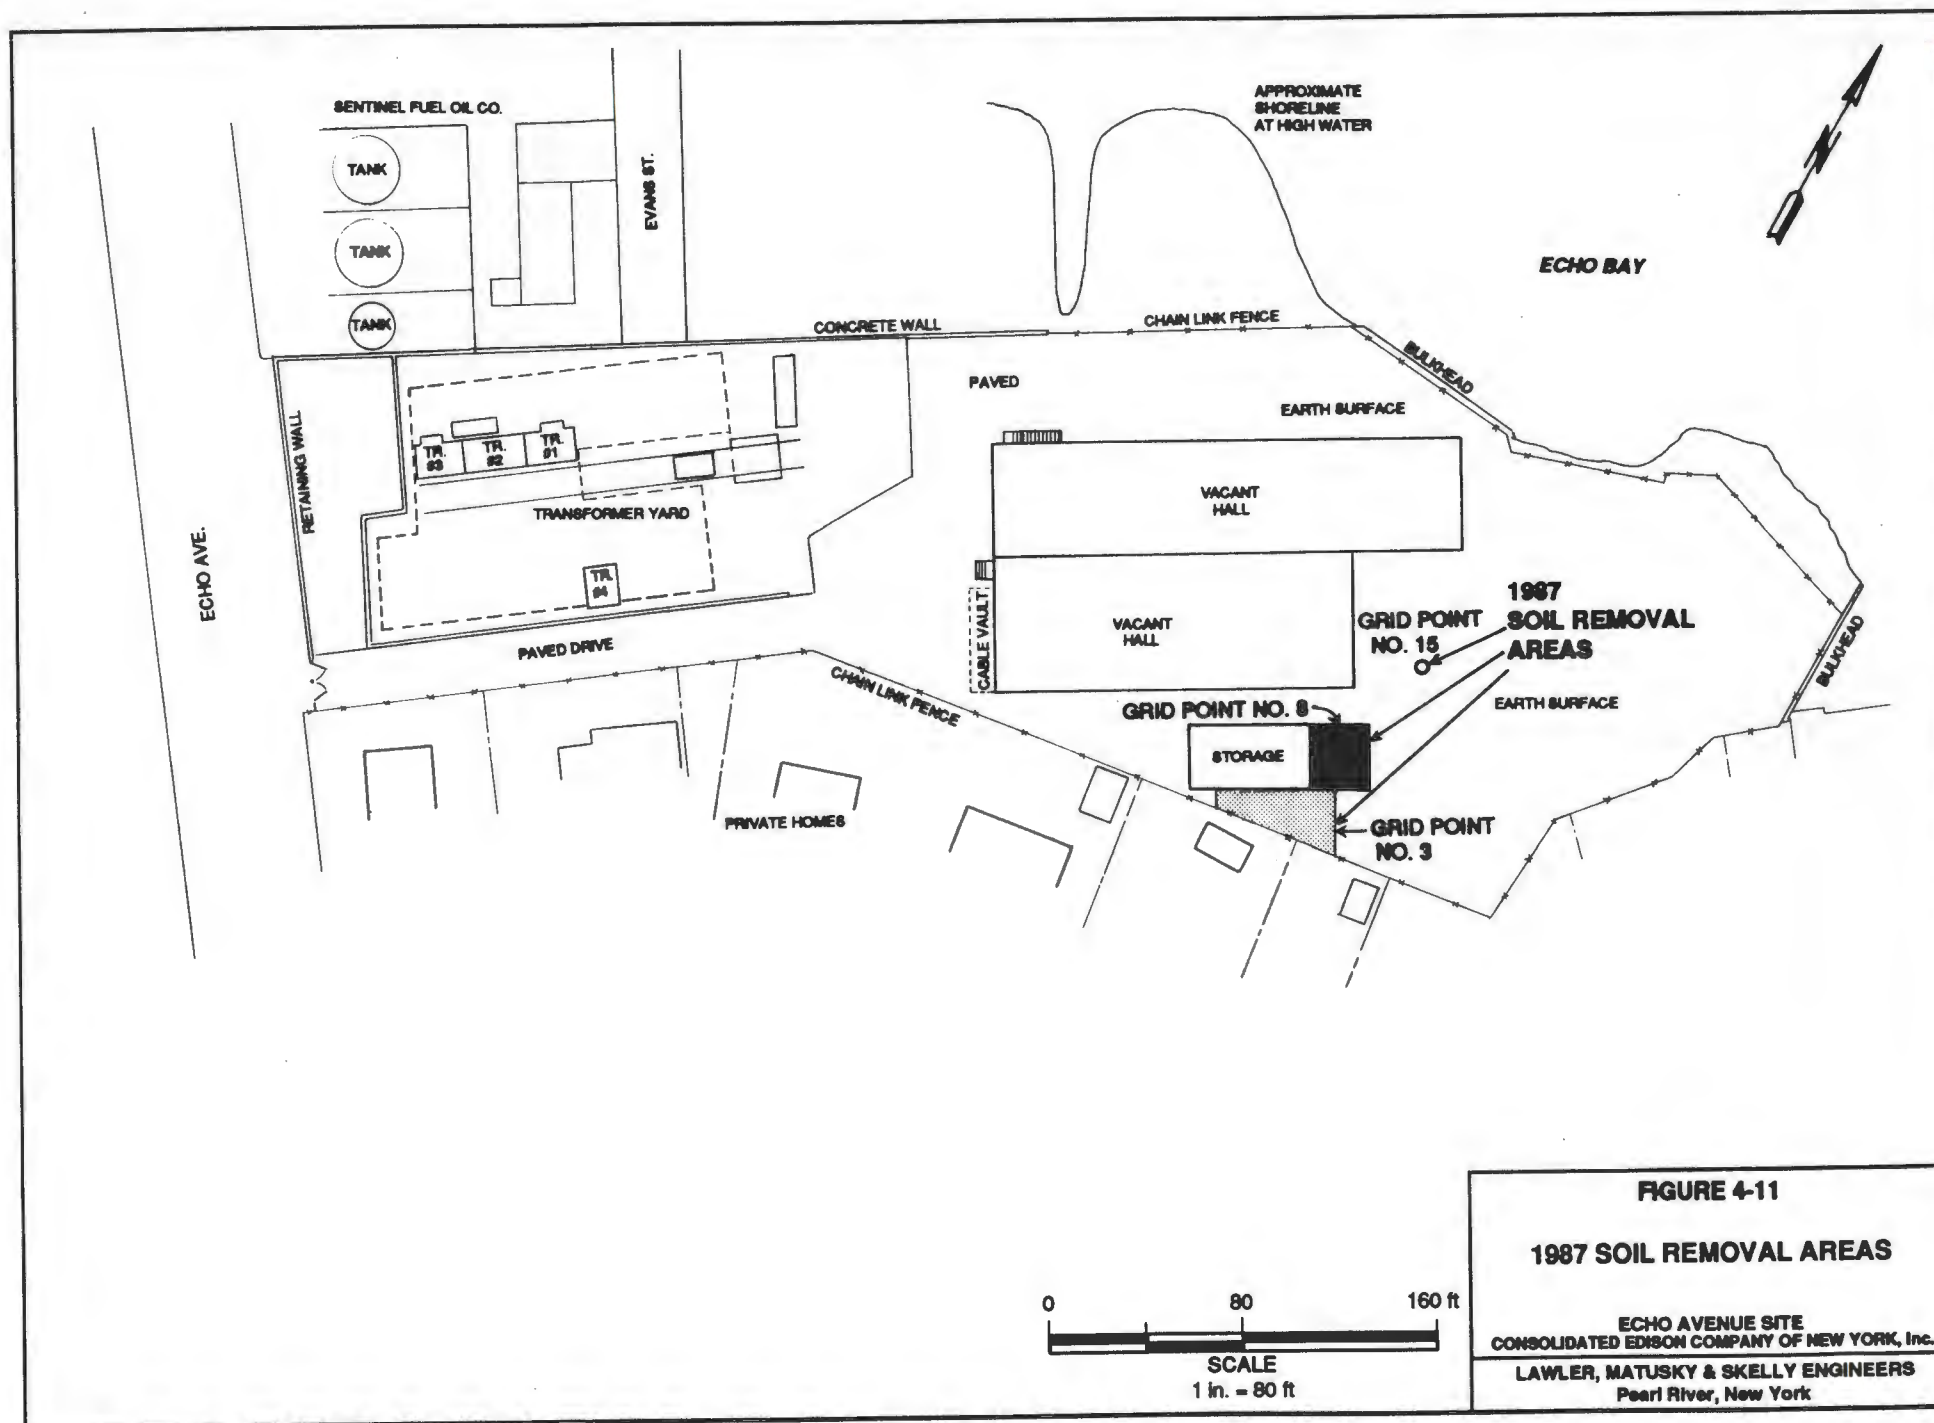 SENTINEL FUEL OIL CO.
TANK
TANK
TANK
EVANS ST.
APPROXIMATE
SHORELINE
AT HIGH WATER
N
ECHO BAY
CONCRETE WALL
CHAIN LINK FENCE
BULKHEAD
PAVED
EARTH SURFACE
RETAINING WALL
ECHO AVE.
TR.
#3
TR.
#2
TR.
#1
TRANSFORMER YARD
TR.
#4
PAVED DRIVE
VACANT
HALL
VACANT
HALL
CABLE VAULT
CHAIN LINK FENCE
GRID POINT
NO. 15
1987
SOIL REMOVAL
AREAS
EARTH SURFACE
BULKHEAD
GRID POINT NO. 8
STORAGE
GRID POINT
NO. 3
PRIVATE HOMES
0 80 160 ft
SCALE
1 in. = 80 ft
FIGURE 4-11
1987 SOIL REMOVAL AREAS
ECHO AVENUE SITE
CONSOLIDATED EDISON COMPANY OF NEW YORK, Inc.
LAWLER, MATUSKY & SKELLY ENGINEERS
Pearl River, New York